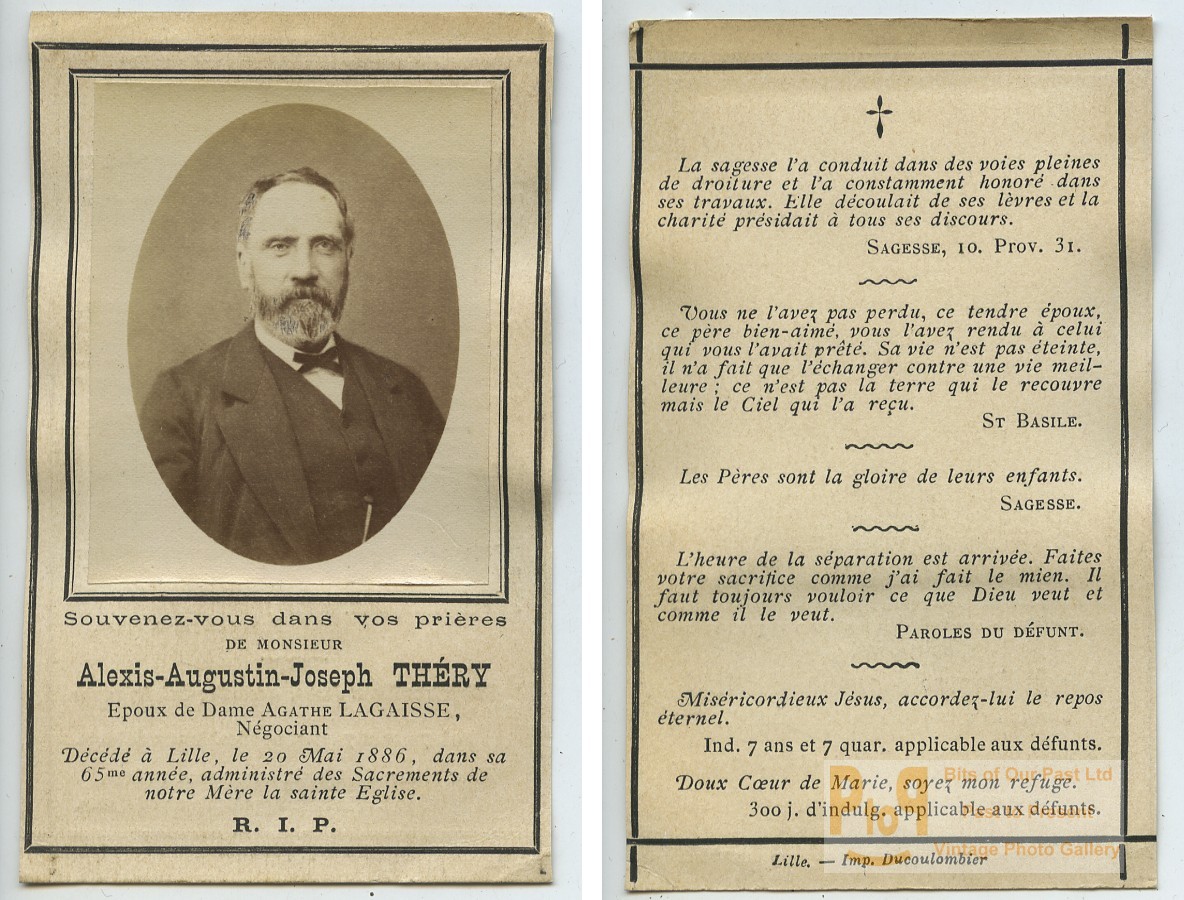 Souvenez-vous dans vos prières
DE MONSIEUR
Alexis-Augustin-Joseph THÉRY
Epoux de Dame AGATHE LAGAISSE,
Négociant
Décédé à Lille, le 20 Mai 1886, dans sa
65me année, administré des Sacrements de
notre Mère la sainte Eglise.
R. I. P.
La sagesse l'a conduit dans des voies pleines
de droiture et l'a constamment honoré dans
ses travaux. Elle découlait de ses lèvres et la
charité présidait à tous ses discours.
SAGESSE, 10. PROV. 31.
Vous ne l'avez pas perdu, ce tendre époux,
ce père bien-aimé, vous l'avez rendu à celui
qui vous l'avait prêté. Sa vie n'est pas éteinte,
il n'a fait que l'échanger contre une vie meil-
leure ; ce n'est pas la terre qui le recouvre
mais le Ciel qui l'a reçu.
ST BASILE.
Les Pères sont la gloire de leurs enfants.
SAGESSE.
L'heure de la séparation est arrivée. Faites
votre sacrifice comme j'ai fait le mien. Il
faut toujours vouloir ce que Dieu veut et
comme il le veut.
PAROLES DU DÉFUNT.
Miséricordieux Jésus, accordez-lui le repos
éternel.
Ind. 7 ans et 7 quar. applicable aux défunts.
Doux Cœur de Marie, soyez mon refuge.
300 j. d'indulg. applicable aux défunts.
Lille. — Imp. Ducoulombier
PToP
Bits of Our Past Ltd
Past to Present
Vintage Photo Gallery